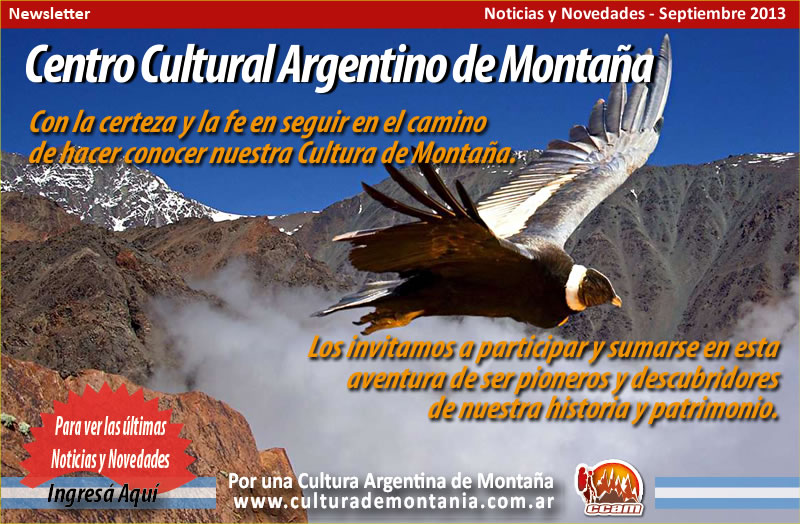 Newsletter
Noticias y Novedades - Septiembre 2013
Centro Cultural Argentino de Montaña
Con la certeza y la fe en seguir en el camino
de hacer conocer nuestra Cultura de Montaña.
Los invitamos a participar y sumarse en esta
aventura de ser pioneros y descubridores
de nuestra historia y patrimonio.
Para ver las últimas
Noticias y Novedades
Ingresá Aquí
Por una Cultura Argentina de Montaña
www.culturademontania.com.ar
ccam